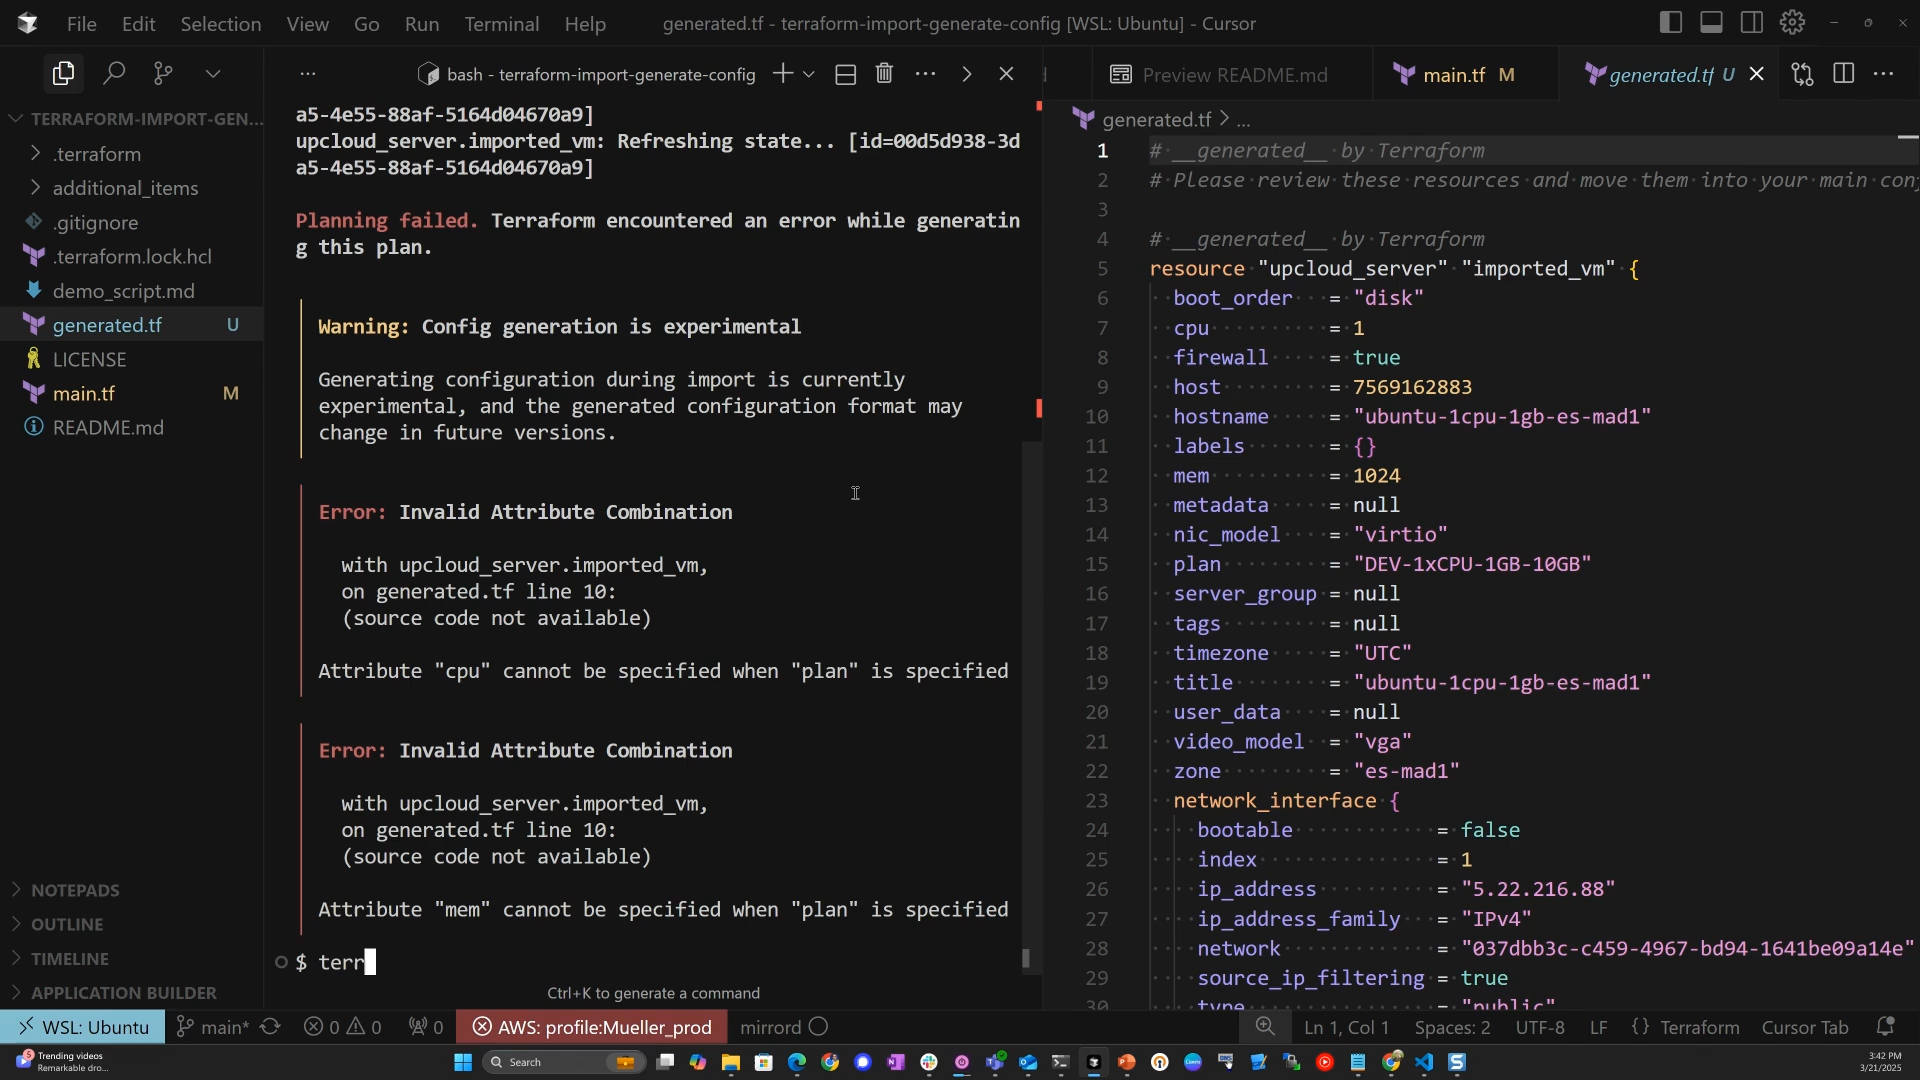 File Edit Selection View Go Run Terminal Help
generated.tf - terraform-import-generate-config [WSL: Ubuntu] - Cursor
TERRAFORM-IMPORT-GEN...
.terraform
additional_items
.gitignore
.terraform.lock.hcl
demo_script.md
generated.tf U
LICENSE
main.tf M
README.md
NOTEPADS
OUTLINE
TIMELINE
APPLICATION BUILDER
bash - terraform-import-generate-config
a5-4e55-88af-5164d04670a9]
upcloud_server.imported_vm: Refreshing state... [id=00d5d938-3d
a5-4e55-88af-5164d04670a9]
Planning failed. Terraform encountered an error while generatin
g this plan.
Warning: Config generation is experimental
Generating configuration during import is currently
experimental, and the generated configuration format may
change in future versions.
Error: Invalid Attribute Combination
with upcloud_server.imported_vm,
on generated.tf line 10:
(source code not available)
Attribute "cpu" cannot be specified when "plan" is specified
Error: Invalid Attribute Combination
with upcloud_server.imported_vm,
on generated.tf line 10:
(source code not available)
Attribute "mem" cannot be specified when "plan" is specified
$ terr
Ctrl+K to generate a command
Preview README.md
main.tf M
generated.tf U
generated.tf > ...
1 # __generated__ by Terraform
2 # Please review these resources and move them into your main con
3
4 # __generated__ by Terraform
5 resource "upcloud_server" "imported_vm" {
6 boot_order = "disk"
7 cpu = 1
8 firewall = true
9 host = 7569162883
10 hostname = "ubuntu-1cpu-1gb-es-mad1"
11 labels = {}
12 mem = 1024
13 metadata = null
14 nic_model = "virtio"
15 plan = "DEV-1xCPU-1GB-10GB"
16 server_group = null
17 tags = null
18 timezone = "UTC"
19 title = "ubuntu-1cpu-1gb-es-mad1"
20 user_data = null
21 video_model = "vga"
22 zone = "es-mad1"
23 network_interface {
24 bootable = false
25 index = 1
26 ip_address = "5.22.216.88"
27 ip_address_family = "IPv4"
28 network = "037dbb3c-c459-4967-bd94-1641be09a14e"
29 source_ip_filtering = true
30 type = "public"
WSL: Ubuntu main* 0 0 0 AWS: profile:Mueller_prod mirrord Ln 1, Col 1 Spaces: 2 UTF-8 LF {} Terraform Cursor Tab
Trending videos
Remarkable dro...
Search
3:42 PM
3/21/2025